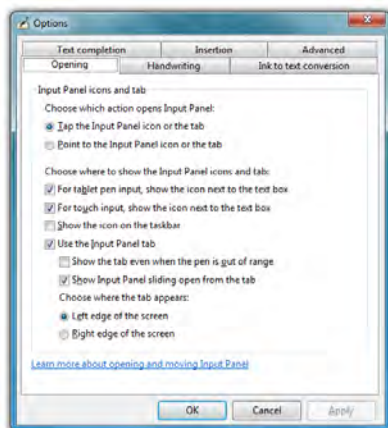 Options
Text completion
Insertion
Advanced
Opening
Handwriting
Ink to text conversion
Input Panel icons and tab
Choose which action opens Input Panel:
Tap the Input Panel icon or the tab
Point to the Input Panel icon or the tab
Choose where to show the Input Panel icons and tab:
For tablet pen input, show the icon next to the text box
For touch input, show the icon next to the text box
Show the icon on the taskbar
Use the Input Panel tab
Show the tab even when the pen is out of range
Show Input Panel sliding open from the tab
Choose where the tab appears:
Left edge of the screen
Right edge of the screen
Learn more about opening and moving Input Panel
OK
Cancel
Apply